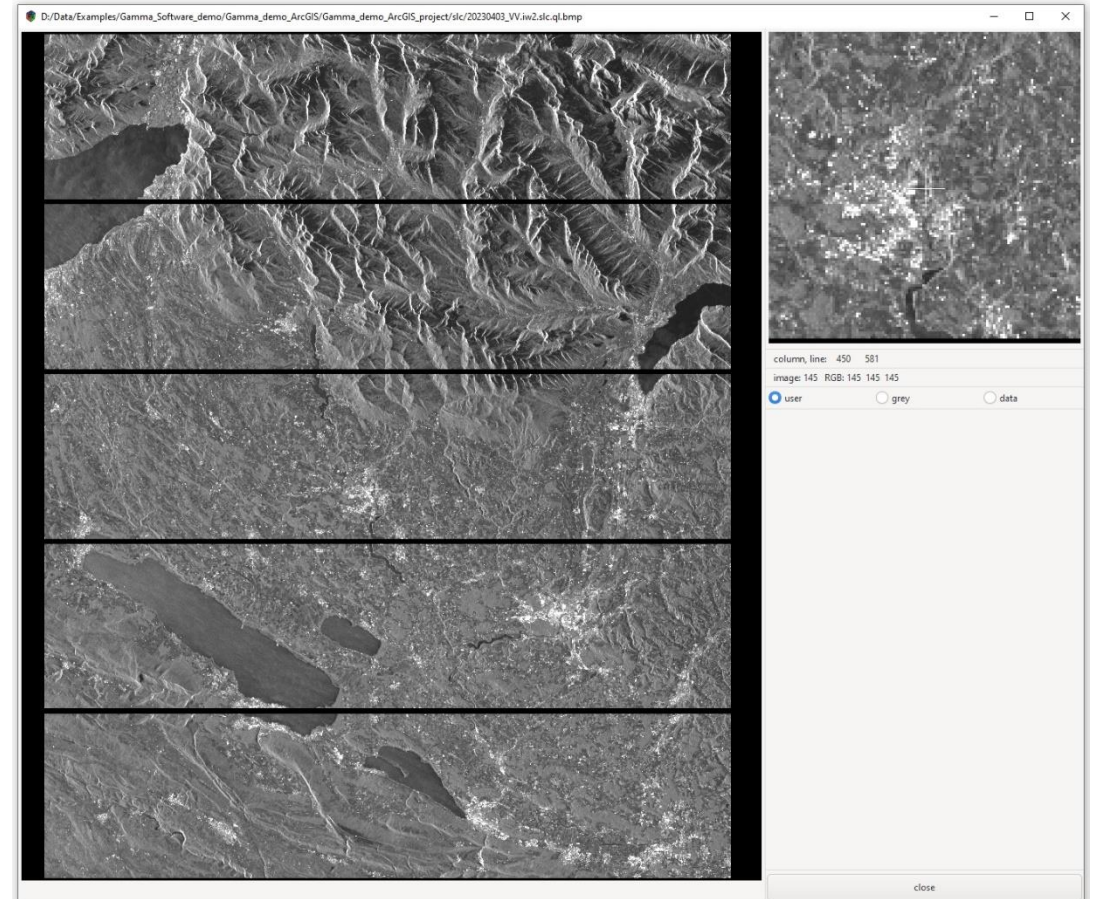 D:/Data/Examples/Gamma_Software_demo/Gamma_demo_ArcGIS/Gamma_demo_ArcGIS_project/slc/20230403_VV.iw2.slc.ql.bmp
column, line: 450 581
image: 145 RGB: 145 145 145
user grey data
close